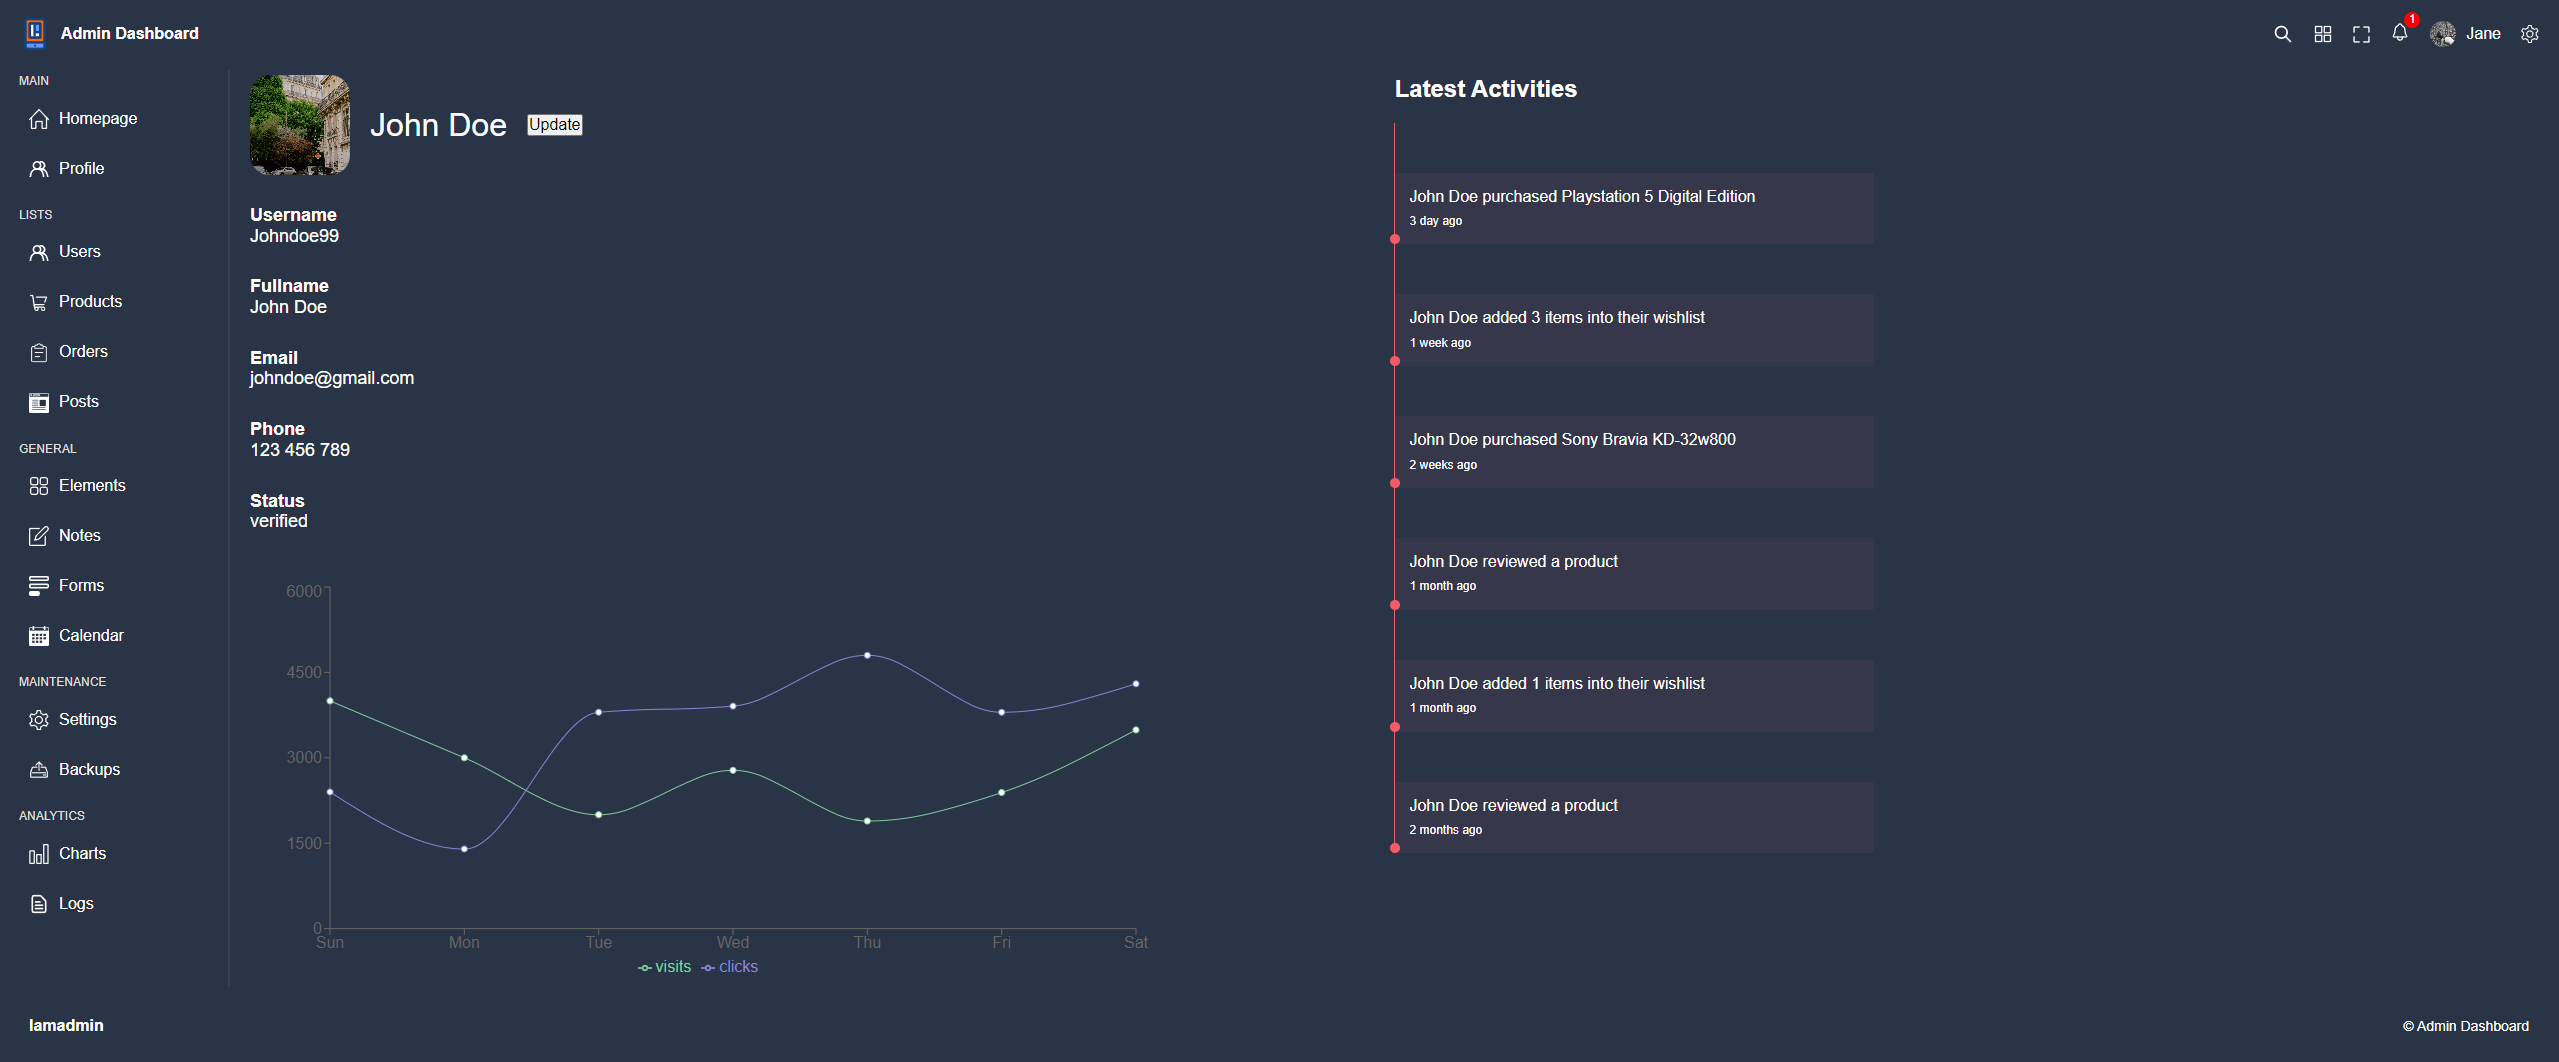 Admin Dashboard
1
Jane
MAIN
Homepage
Profile
LISTS
Users
Products
Orders
Posts
GENERAL
Elements
Notes
Forms
Calendar
MAINTENANCE
Settings
Backups
ANALYTICS
Charts
Logs
John Doe
Update
Username
Johndoe99
Fullname
John Doe
Email
johndoe@gmail.com
Phone
123 456 789
Status
verified
6000
4500
3000
1500
0
Sun Mon Tue Wed Thu Fri Sat
visits clicks
Latest Activities
John Doe purchased Playstation 5 Digital Edition
3 day ago
John Doe added 3 items into their wishlist
1 week ago
John Doe purchased Sony Bravia KD-32w800
2 weeks ago
John Doe reviewed a product
1 month ago
John Doe added 1 items into their wishlist
1 month ago
John Doe reviewed a product
2 months ago
lamadmin
© Admin Dashboard